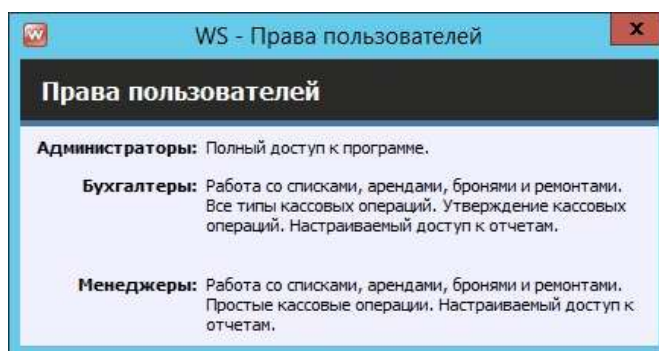 WS - Права пользователей
x
Права пользователей
Администраторы: Полный доступ к программе.
Бухгалтеры: Работа со списками, арендами, бронями и ремонтами.
Все типы кассовых операций. Утверждение кассовых
операций. Настраиваемый доступ к отчетам.
Менеджеры: Работа со списками, арендами, бронями и ремонтами.
Простые кассовые операции. Настраиваемый доступ к
отчетам.